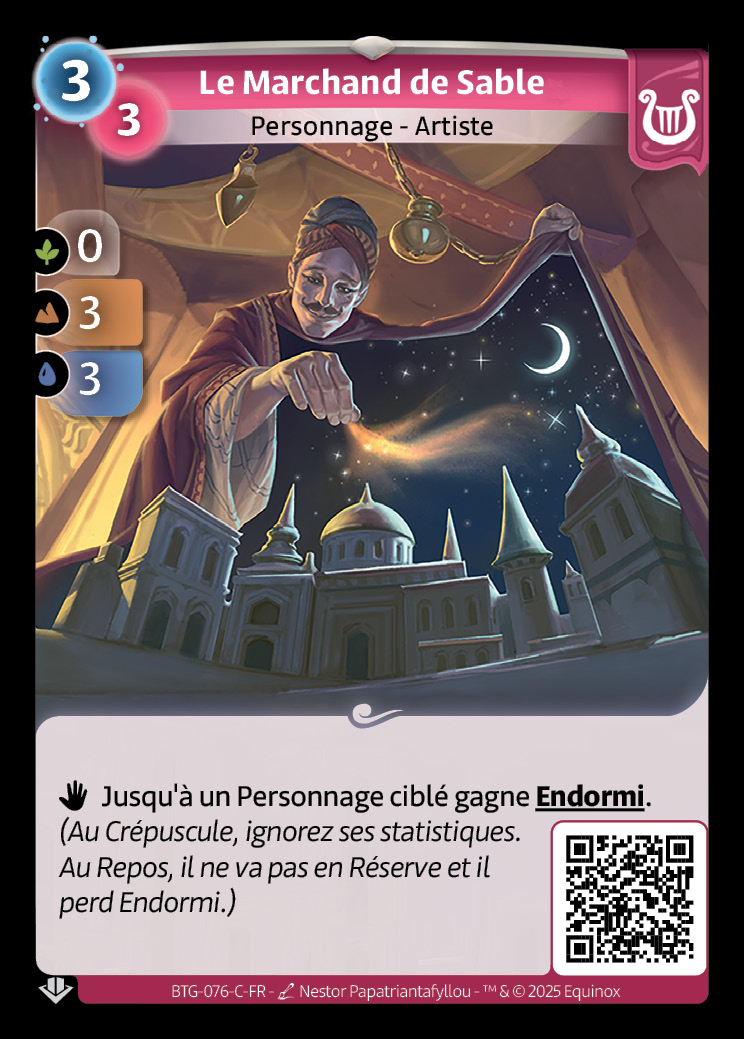 3
Le Marchand de Sable
3
Personnage - Artiste
0
3
3
Jusqu'à un Personnage ciblé gagne Endormi.
(Au Crépuscule, ignorez ses statistiques.
Au Repos, il ne va pas en Réserve et il
perd Endormi.)
BTG-076-C-FR - Nestor Papatriantafyllou - ™ & © 2025 Equinox